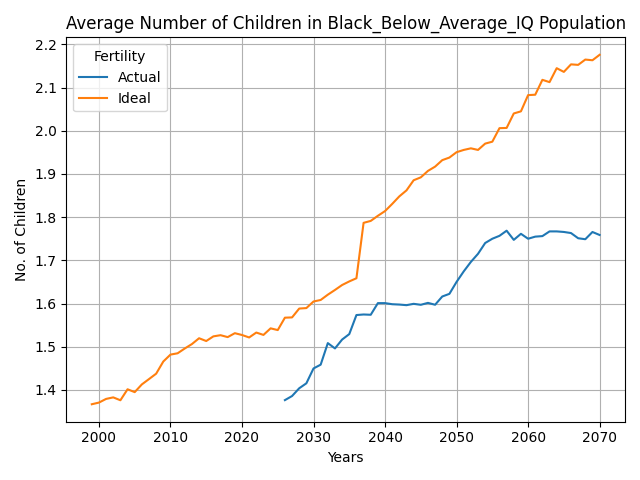 Average Number of Children in Black_Below_Average_IQ Population
Fertility
Actual
Ideal
No. of Children
2.2
2.1
2.0
1.9
1.8
1.7
1.6
1.5
1.4
2000 2010 2020 2030 2040 2050 2060 2070
Years